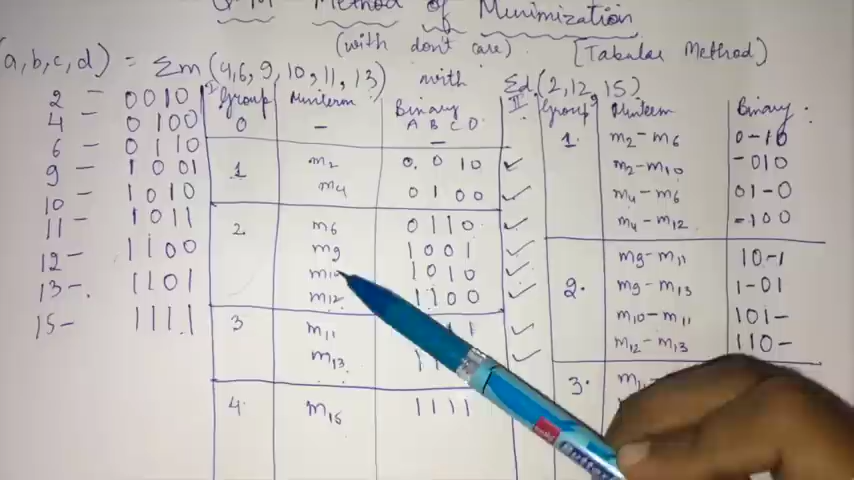 Q-M Method of Minimization
(with don't care) [Tabular Method)
(a,b,c,d) = Σm (4,6,9,10,11,13) with Σd.(2,12,15)
2 - 0010
4 - 0100
6 - 0110
9 - 1001
10 - 1010
11 - 1011
12 - 1100
13 - 1101
15 - 1111
I Group Minterm Binary
A B C D
0 - -
1 m2 0010 ✓
m4 0100 ✓
2. m6 0110 ✓
m9 1001 ✓
m10 1010 ✓
m12 1100 ✓
3 m11 ✓
m13 ✓
4 m15 1111
II Group Minterm Binary
1. m2-m6 0-10
m2-m10 -010
m4-m6 01-0
m4-m12 -100
2. m9-m11 10-1
m9-m13 1-01
m10-m11 101-
m12-m13 110-
3.
Butter